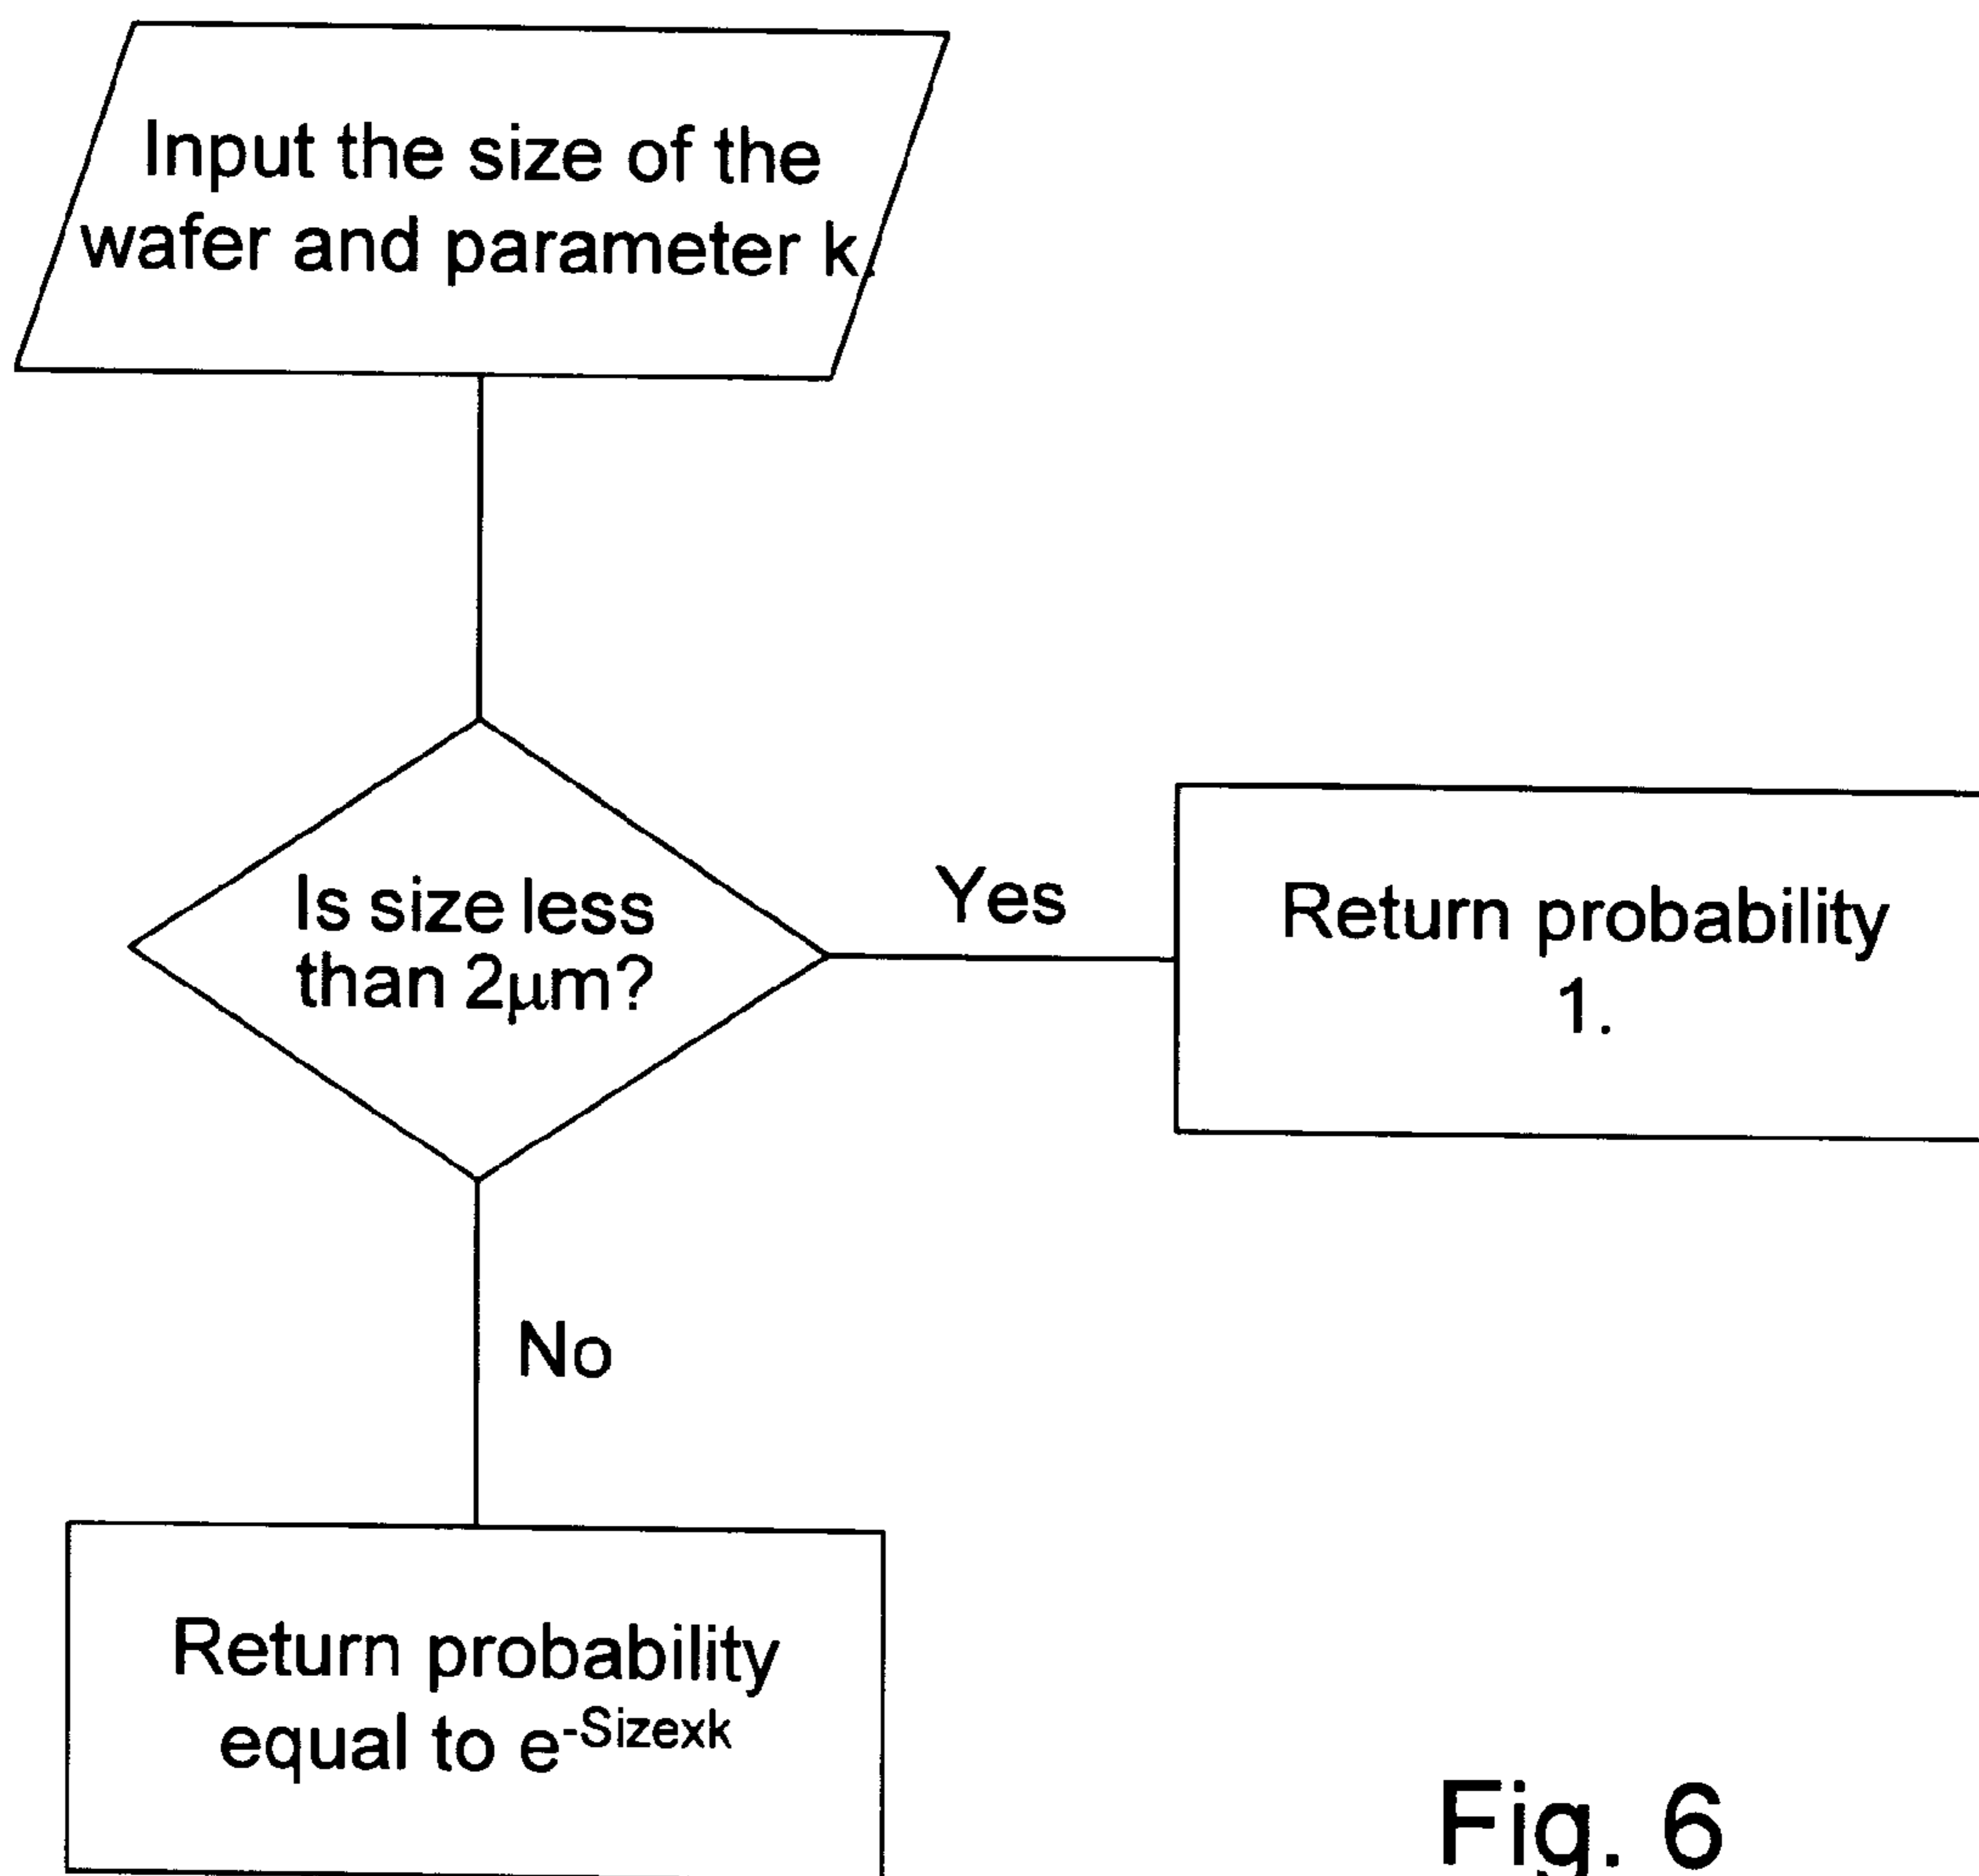 Input the size of the
wafer and parameter k.
Is size less
than 2μm?
Yes
Return probability
1.
No
Return probability
equal to e-Sizexk
Fig. 6